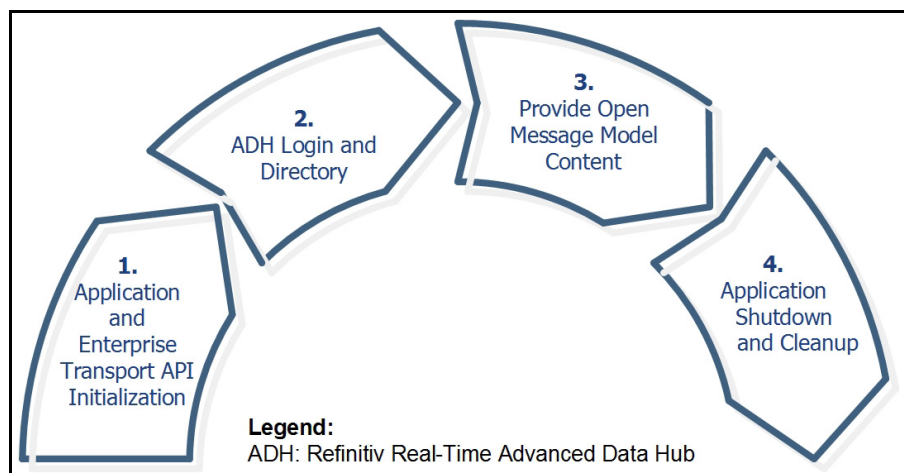 1.
Application
and
Enterprise
Transport API
Initialization
2.
ADH Login and
Directory
3.
Provide Open
Message Model
Content
4.
Application
Shutdown
and Cleanup
Legend:
ADH: Refinitiv Real-Time Advanced Data Hub